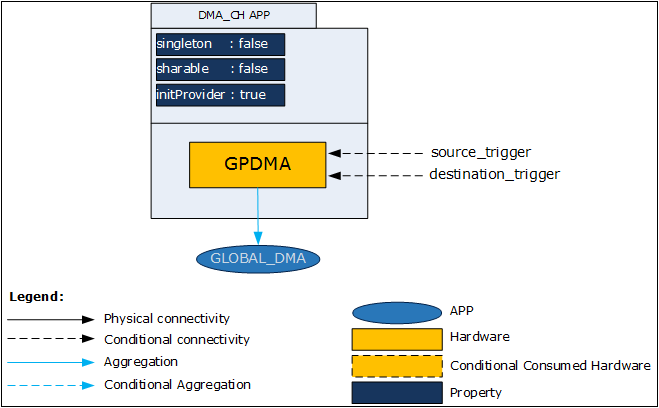 DMA_CH APP
singleton : false
sharable : false
initProvider : true
GPDMA
source_trigger
destination_trigger
GLOBAL_DMA
Legend:
Physical connectivity
Conditional connectivity
Aggregation
Conditional Aggregation
APP
Hardware
Conditional Consumed Hardware
Property